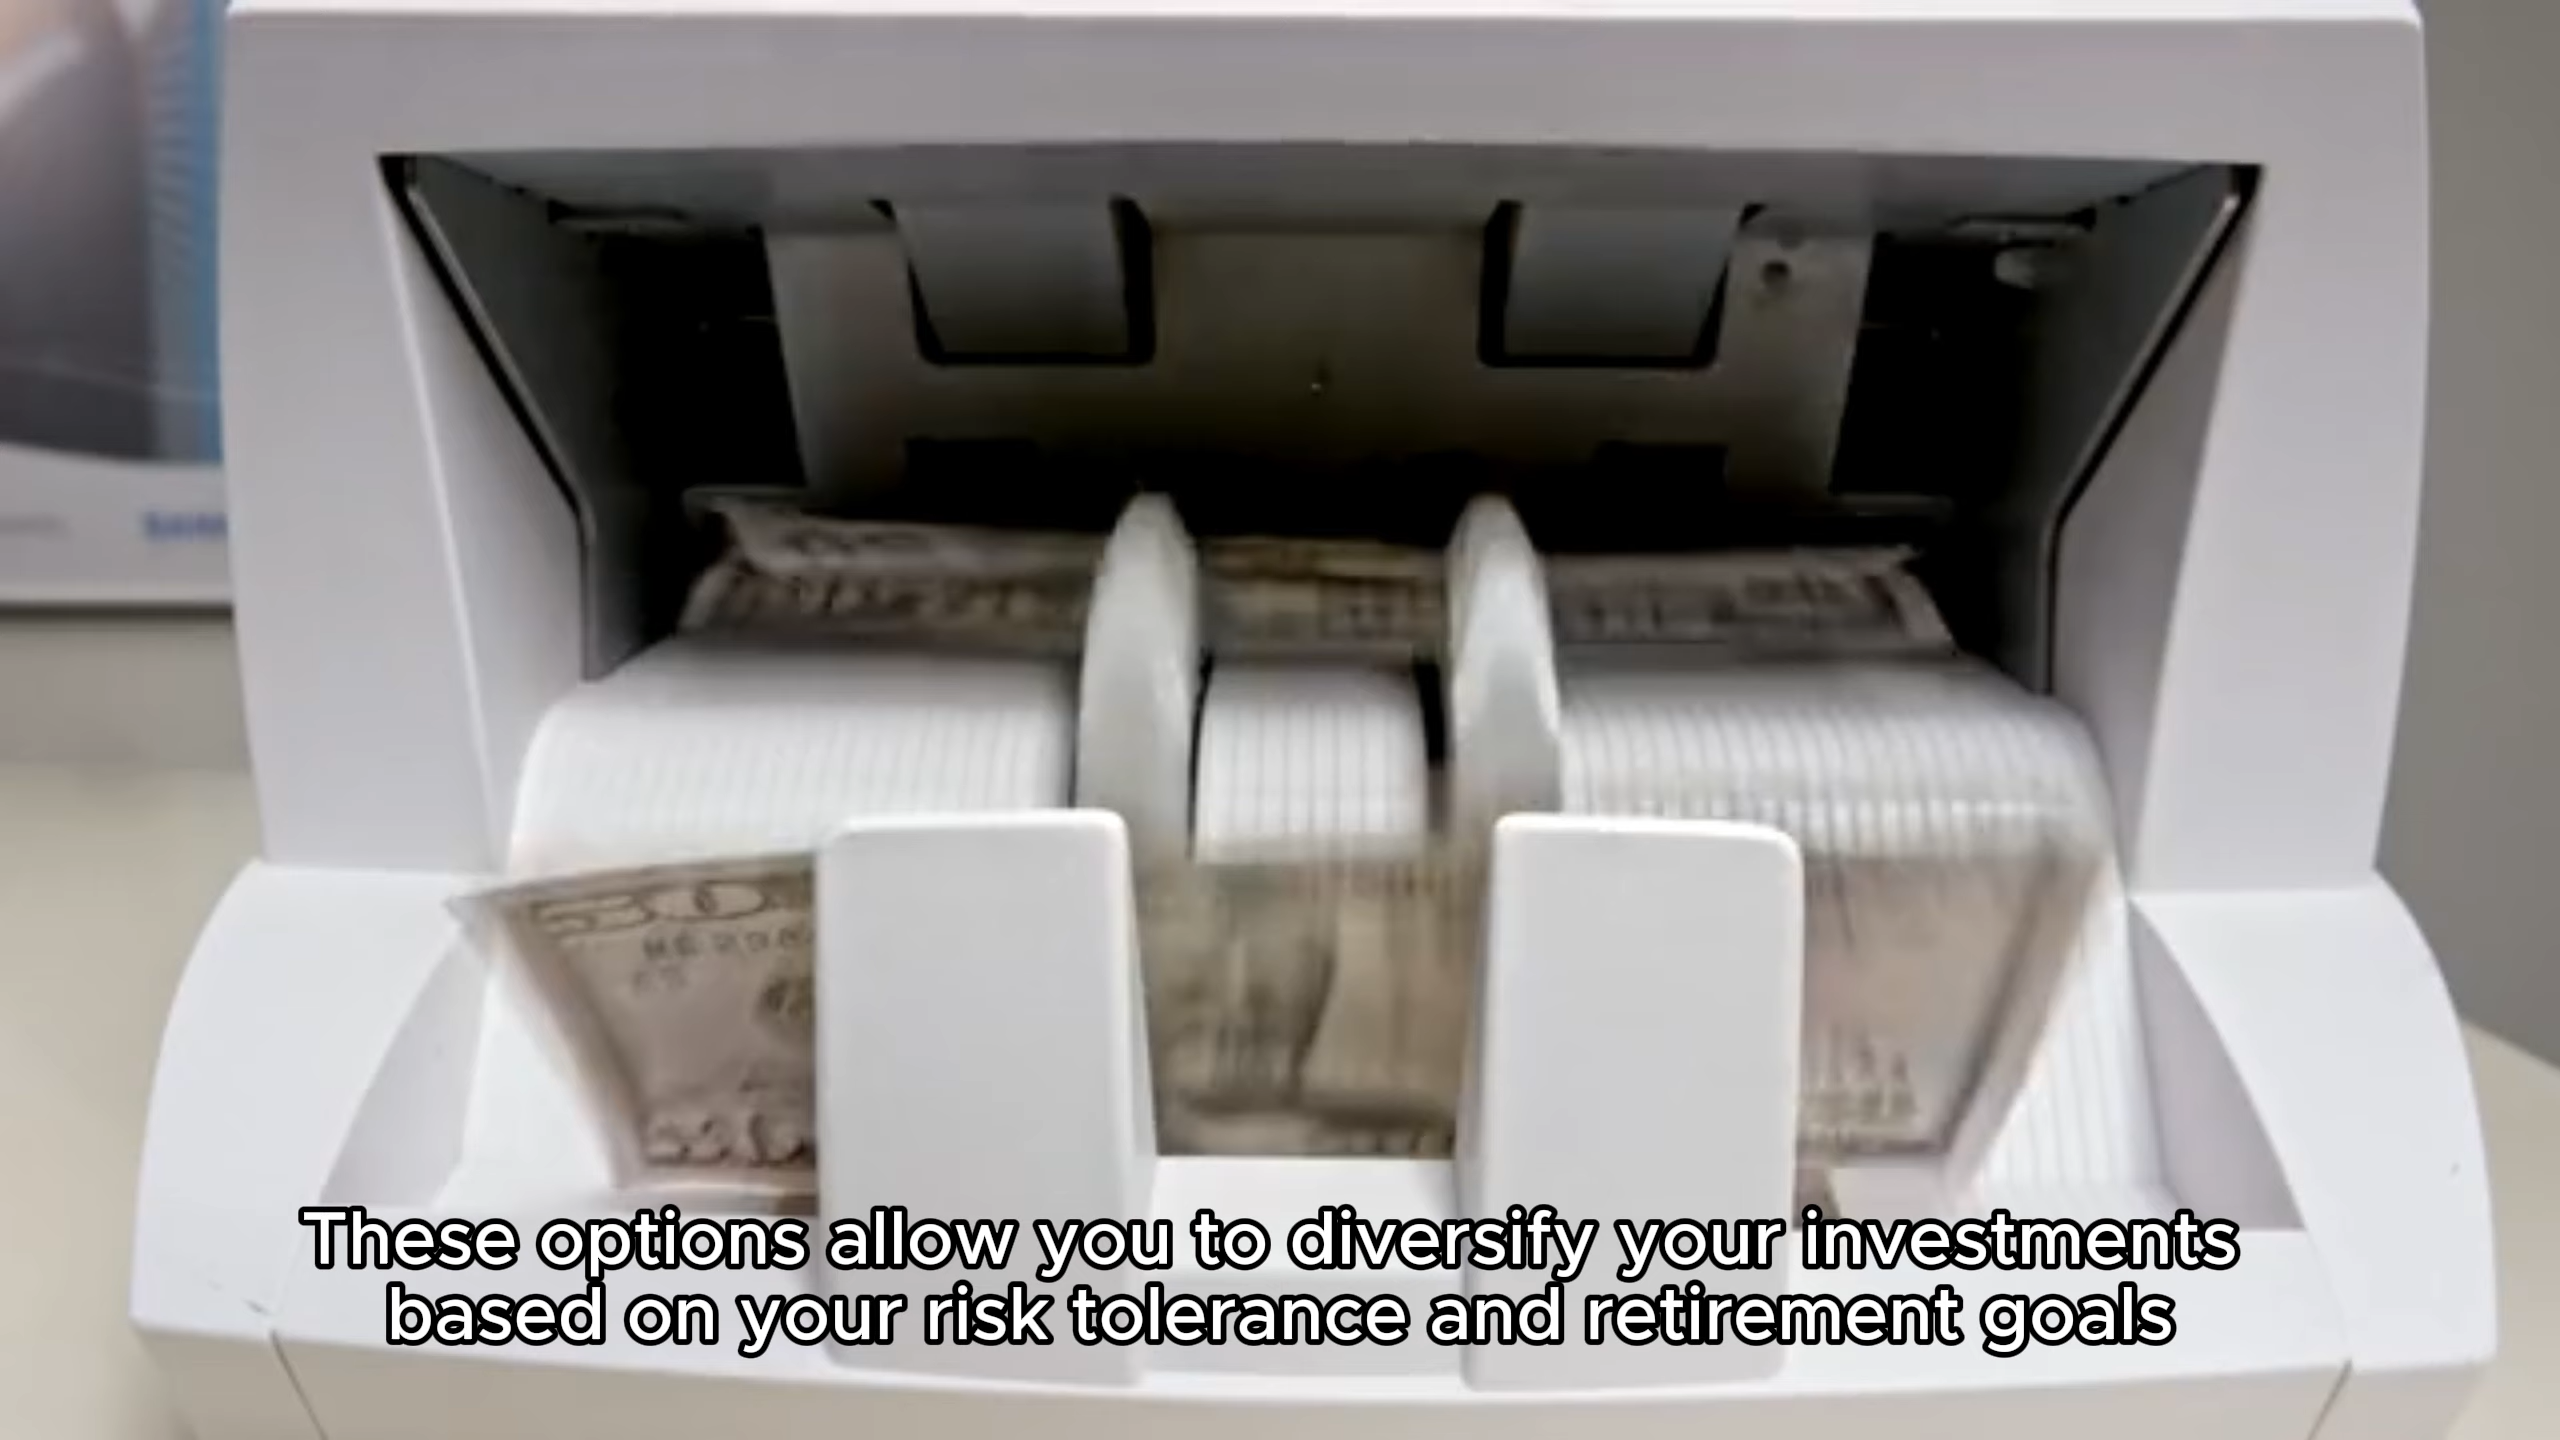 These options allow you to diversify your investments
based on your risk tolerance and retirement goals